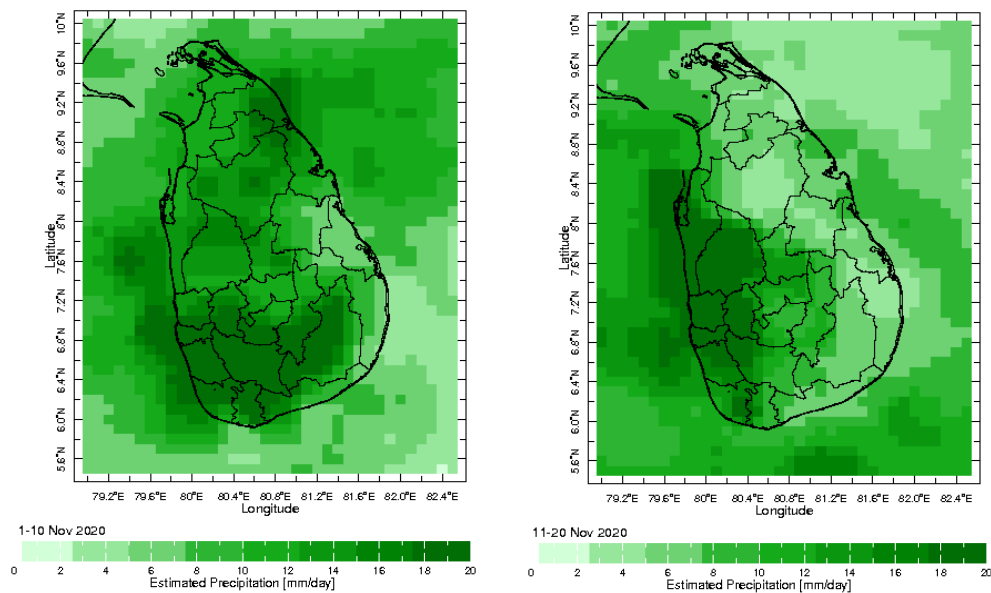 10°N
9.6°N
9.2°N
8.8°N
8.4°N
8°N
7.6°N
7.2°N
6.8°N
6.4°N
6.0°N
5.6°N
Latitude
79.2°E 79.6°E 80°E 80.4°E 80.8°E 81.2°E 81.6°E 82.0°E 82.4°E
Longitude
1-10 Nov 2020
0 2 4 6 8 10 12 14 16 18 20
Estimated Precipitation [mm/day]
10°N
9.6°N
9.2°N
8.8°N
8.4°N
8°N
7.6°N
7.2°N
6.8°N
6.4°N
6.0°N
5.6°N
Latitude
79.2°E 79.6°E 80°E 80.4°E 80.8°E 81.2°E 81.6°E 82.0°E 82.4°E
Longitude
11-20 Nov 2020
0 2 4 6 8 10 12 14 16 18 20
Estimated Precipitation [mm/day]